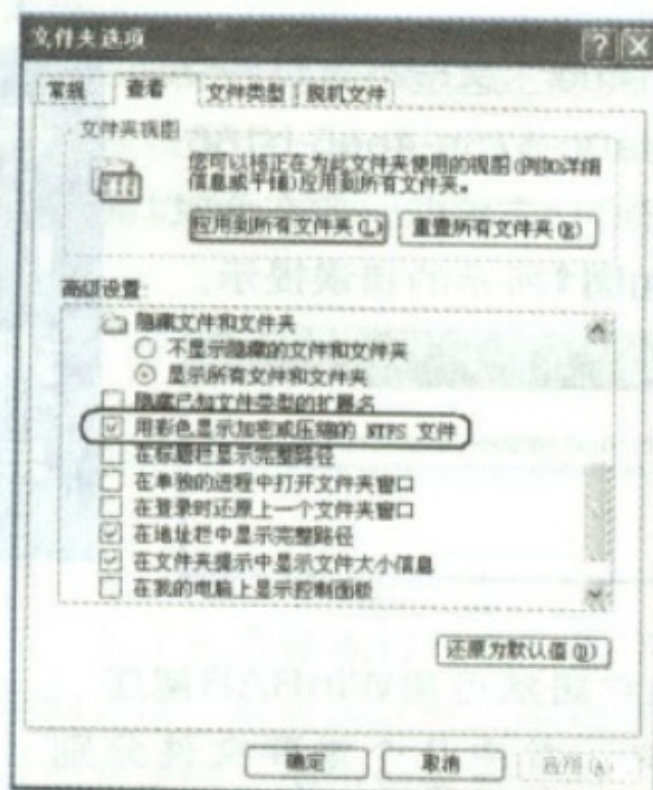 文件夹选项
常规 查看 文件类型 脱机文件
文件夹视图
您可以将正在为此文件夹使用的视图(例如详细
信息或平铺)应用到所有文件夹。
应用到所有文件夹(L) 重置所有文件夹(R)
高级设置:
隐藏文件和文件夹
不显示隐藏的文件和文件夹
显示所有文件和文件夹
隐藏已知文件类型的扩展名
用彩色显示加密或压缩的 NTFS 文件
在标题栏显示完整路径
在单独的进程中打开文件夹窗口
在登录时还原上一个文件夹窗口
在地址栏中显示完整路径
在文件夹提示中显示文件大小信息
在我的电脑上显示控制面板
还原为默认值(D)
确定 取消 应用(A)